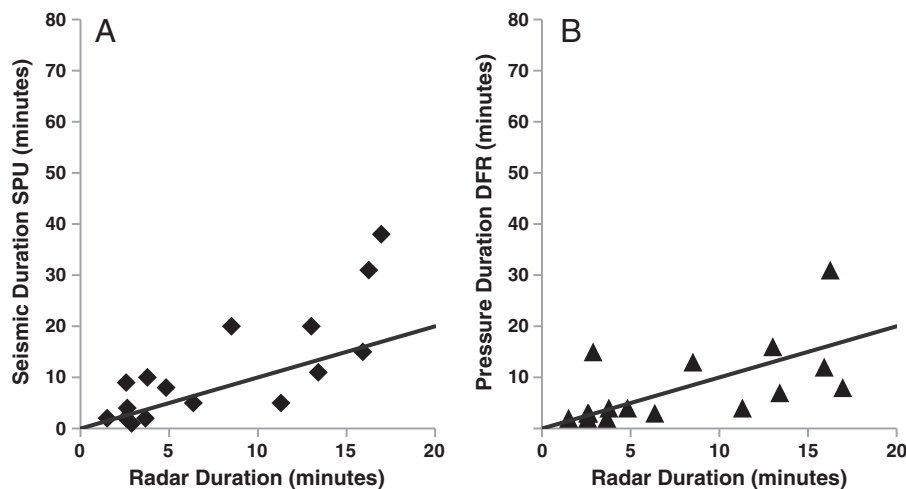 A
80
70
60
50
40
30
20
10
0
Seismic Duration SPU (minutes)
0 5 10 15 20
Radar Duration (minutes)
B
80
70
60
50
40
30
20
10
0
Pressure Duration DFR (minutes)
0 5 10 15 20
Radar Duration (minutes)